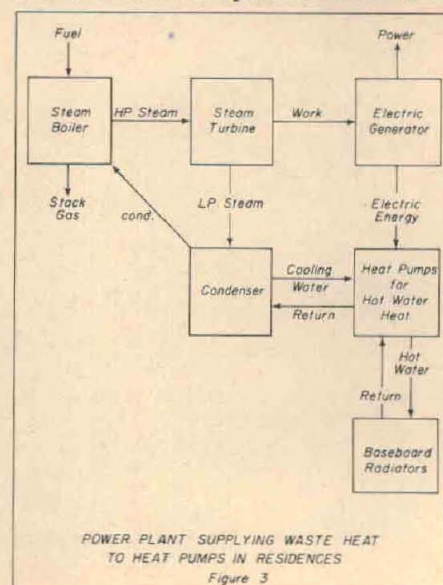 Fuel
Power
Steam
Boiler
HP Steam
Steam
Turbine
Work
Electric
Generator
Stack
Gas
cond.
LP Steam
Electric
Energy
Condenser
Cooling
Water
Return
Heat Pumps
for
Hot Water
Heat
Hot
Water
Return
Baseboard
Radiators
POWER PLANT SUPPLYING WASTE HEAT
TO HEAT PUMPS IN RESIDENCES
Figure 3